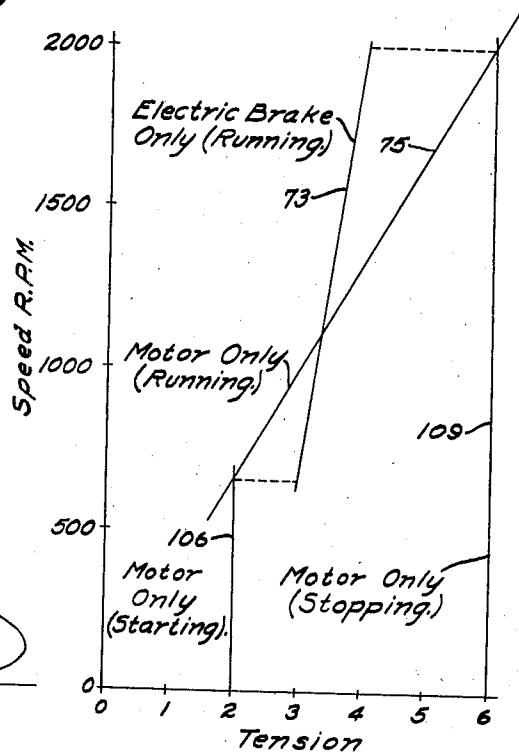 2000
Electric Brake
Only (Running.)
75
73
1500
Speed R.P.M.
Motor Only
(Running.)
1000
109
500
106
Motor
Only
(Starting).
Motor Only
(Stopping.)
0
0 1 2 3 4 5 6
Tension